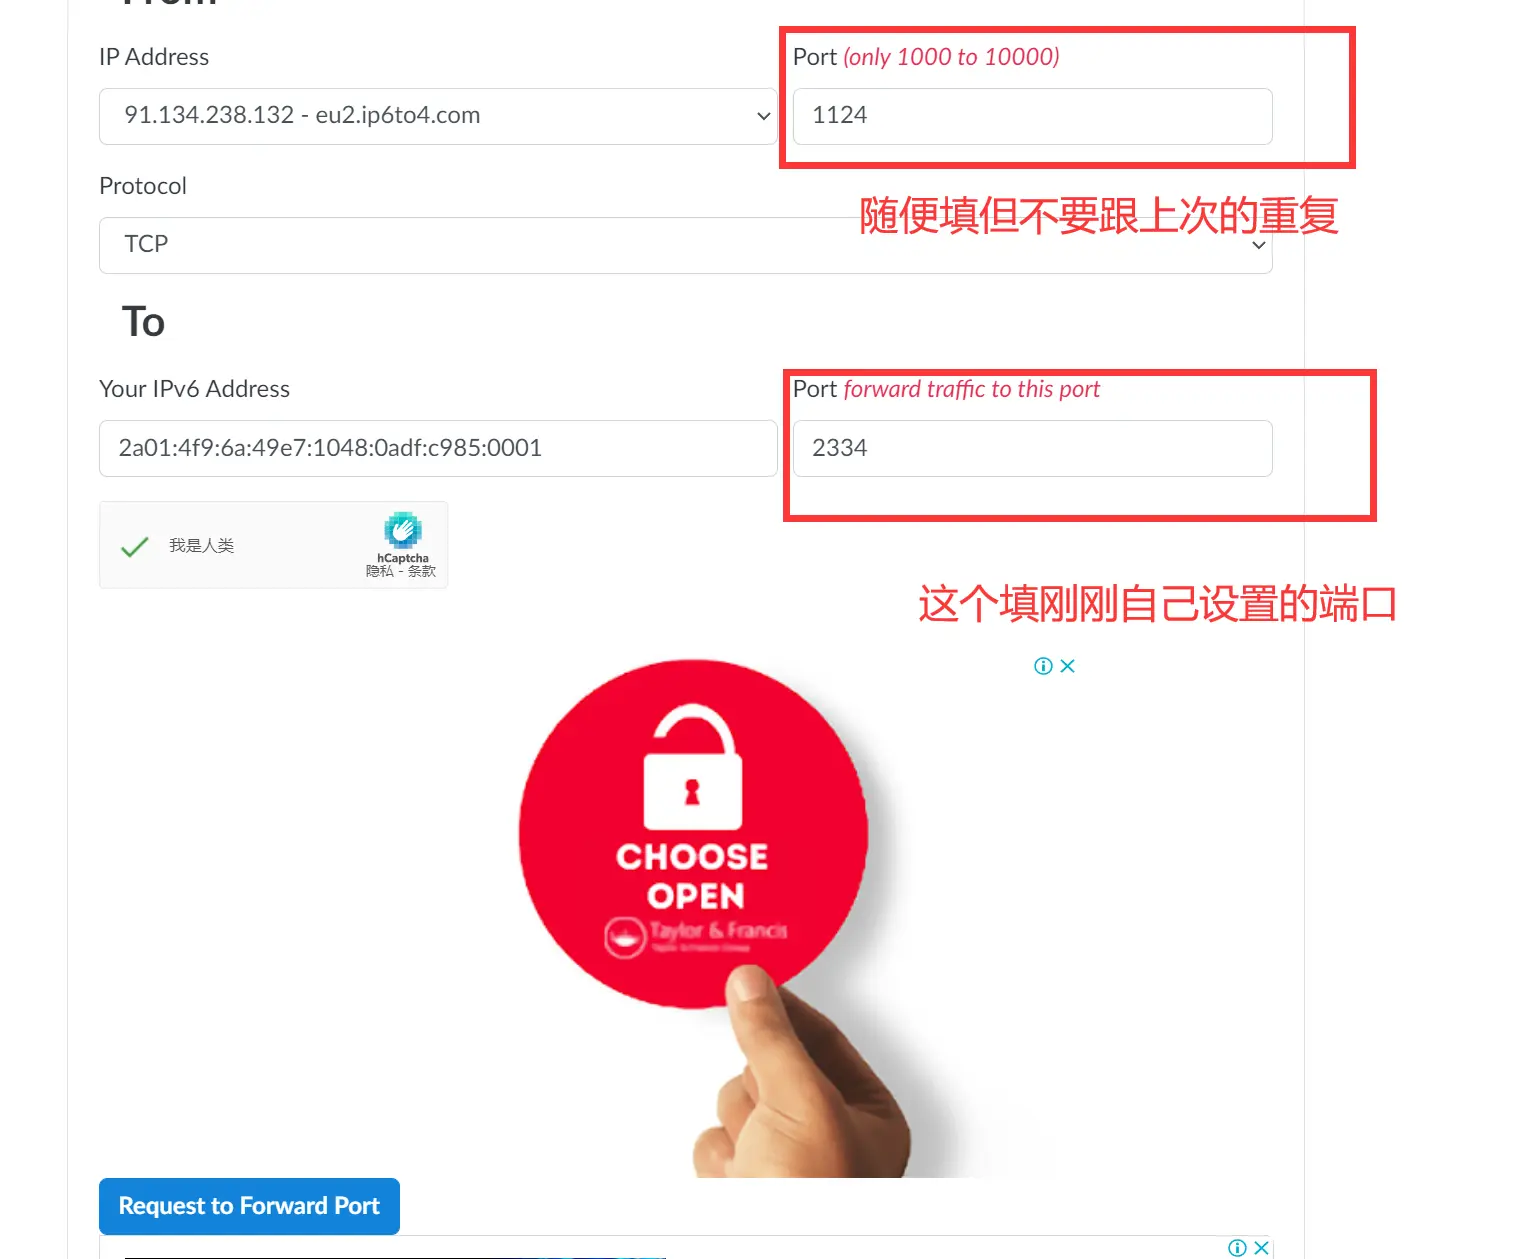 IP Address
Port (only 1000 to 10000)
91.134.238.132 - eu2.ip6to4.com
1124
Protocol
随便填但不要跟上次的重复
TCP
To
Your IPv6 Address
Port forward traffic to this port
2a01:4f9:6a:49e7:1048:0adf:c985:0001
2334
我是人类
hCaptcha
隐私 - 条款
这个填刚刚自己设置的端口
CHOOSE
OPEN
Taylor & Francis
Request to Forward Port